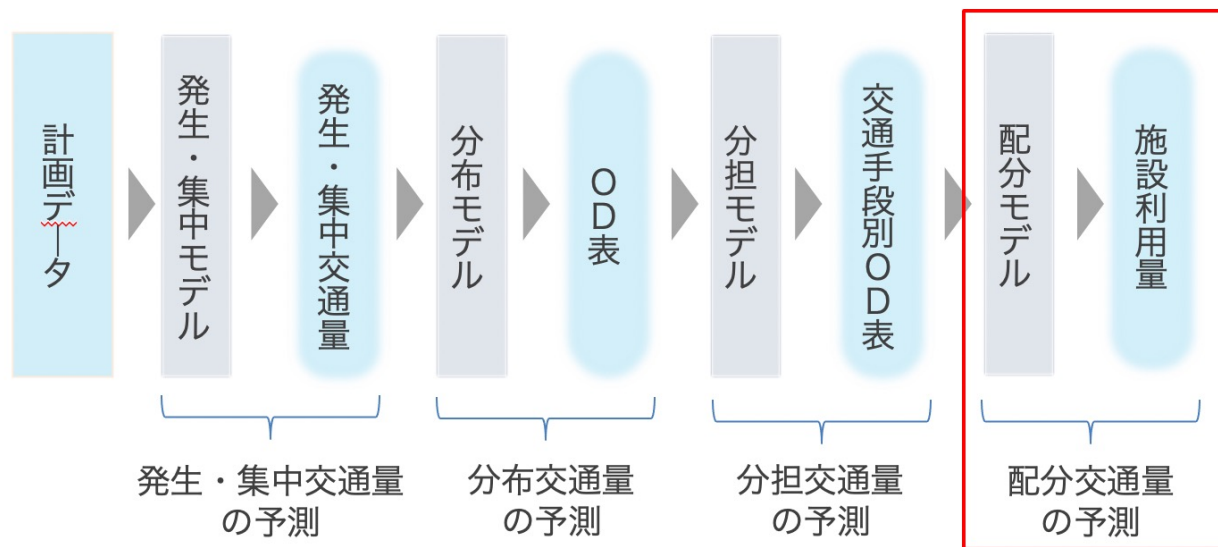 計画データ
発生・集中モデル
発生・集中交通量
分布モデル
OD表
分担モデル
交通手段別OD表
配分モデル
施設利用量
発生・集中交通量
の予測
分布交通量
の予測
分担交通量
の予測
配分交通量
の予測